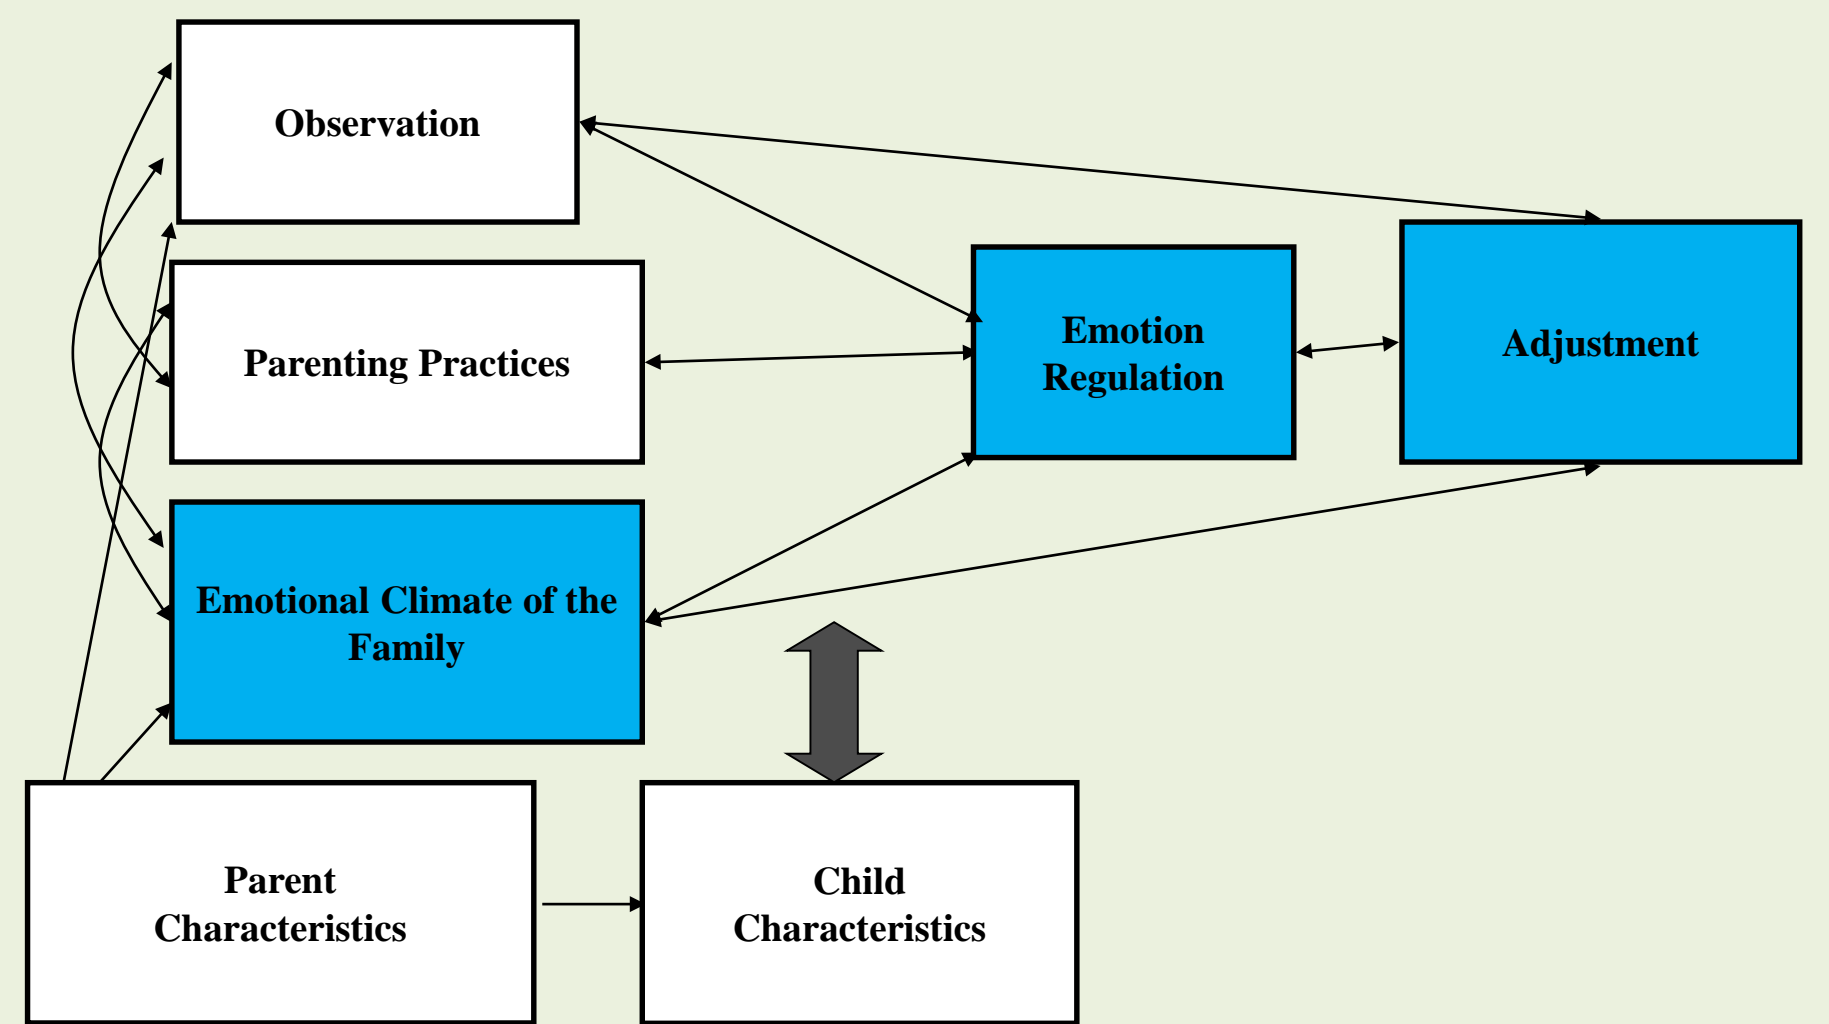 Observation
Parenting Practices
Emotion
Regulation
Adjustment
Emotional Climate of the
Family
Parent
Characteristics
Child
Characteristics